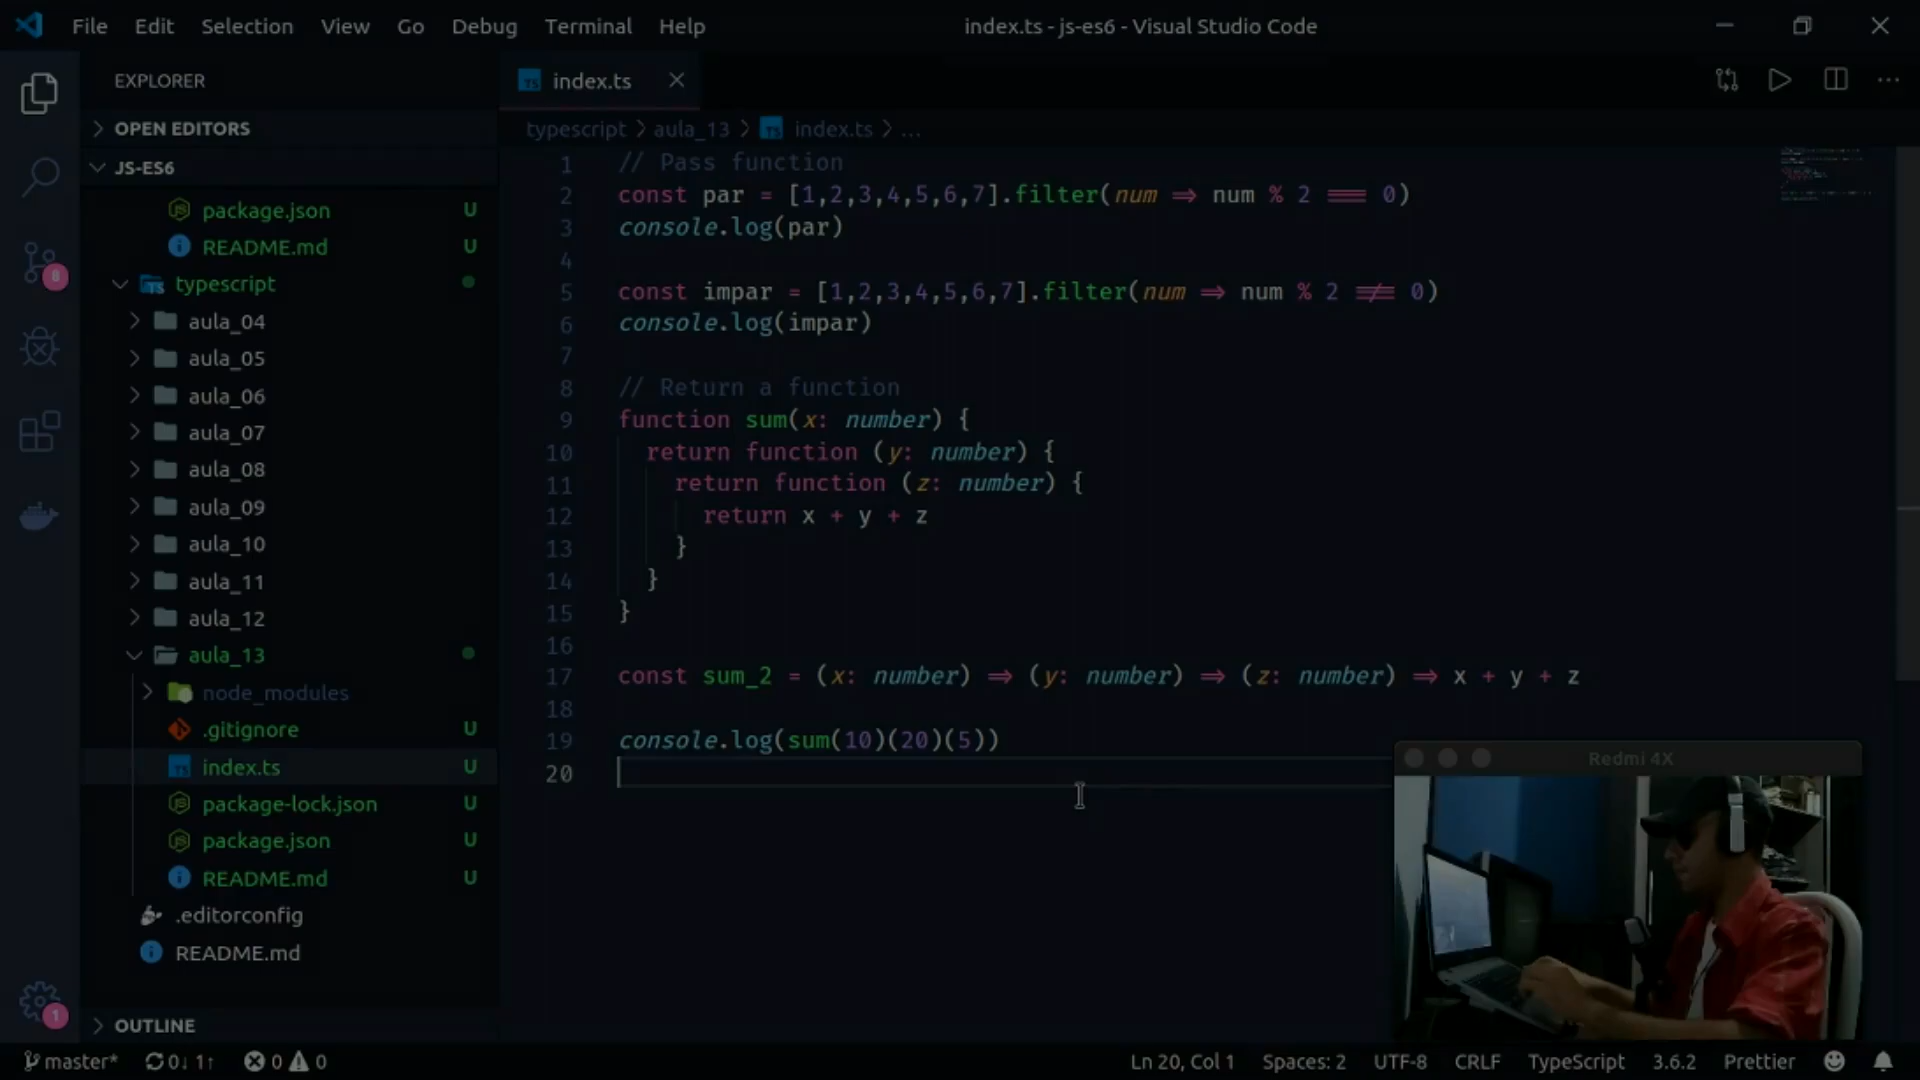 File Edit Selection View Go Debug Terminal Help
index.ts - js-es6 - Visual Studio Code
EXPLORER
OPEN EDITORS
JS-ES6
package.json U
README.md U
typescript
aula_04
aula_05
aula_06
aula_07
aula_08
aula_09
aula_10
aula_11
aula_12
aula_13
node_modules
.gitignore U
index.ts U
package-lock.json U
package.json U
README.md U
.editorconfig
README.md
OUTLINE
8
1
index.ts
typescript > aula_13 > index.ts > ...
1 // Pass function
2 const par = [1,2,3,4,5,6,7].filter(num => num % 2 === 0)
3 console.log(par)
4
5 const impar = [1,2,3,4,5,6,7].filter(num => num % 2 !== 0)
6 console.log(impar)
7
8 // Return a function
9 function sum(x: number) {
10 return function (y: number) {
11 return function (z: number) {
12 return x + y + z
13 }
14 }
15 }
16
17 const sum_2 = (x: number) => (y: number) => (z: number) => x + y + z
18
19 console.log(sum(10)(20)(5))
20
Redmi 4X
master* 0↓ 1↑ 0 0
Ln 20, Col 1 Spaces: 2 UTF-8 CRLF TypeScript 3.6.2 Prettier